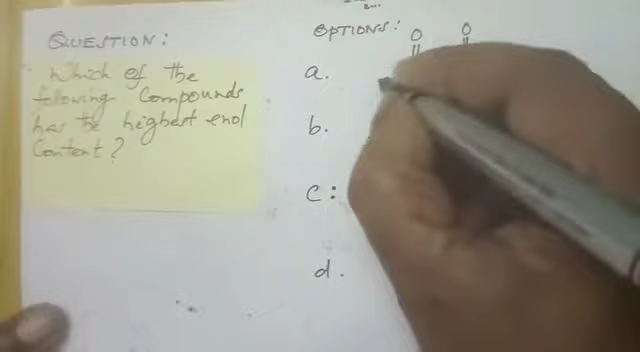 QUESTION:
Which of the
following Compounds
has the highest enol
Content?
OPTIONS:
O O
a.
b.
c:
d.